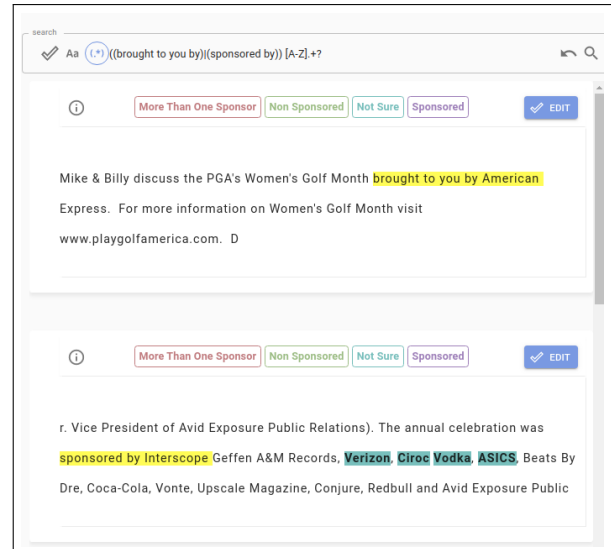 search
Aa (.*) ((brought to you by)|(sponsored by)) [A-Z].+?
More Than One Sponsor Non Sponsored Not Sure Sponsored EDIT
Mike & Billy discuss the PGA's Women's Golf Month brought to you by American
Express.  For more information on Women's Golf Month visit
www.playgolfamerica.com.  D
More Than One Sponsor Non Sponsored Not Sure Sponsored EDIT
r. Vice President of Avid Exposure Public Relations). The annual celebration was
sponsored by Interscope Geffen A&M Records, Verizon, Ciroc Vodka, ASICS, Beats By
Dre, Coca-Cola, Vonte, Upscale Magazine, Conjure, Redbull and Avid Exposure Public